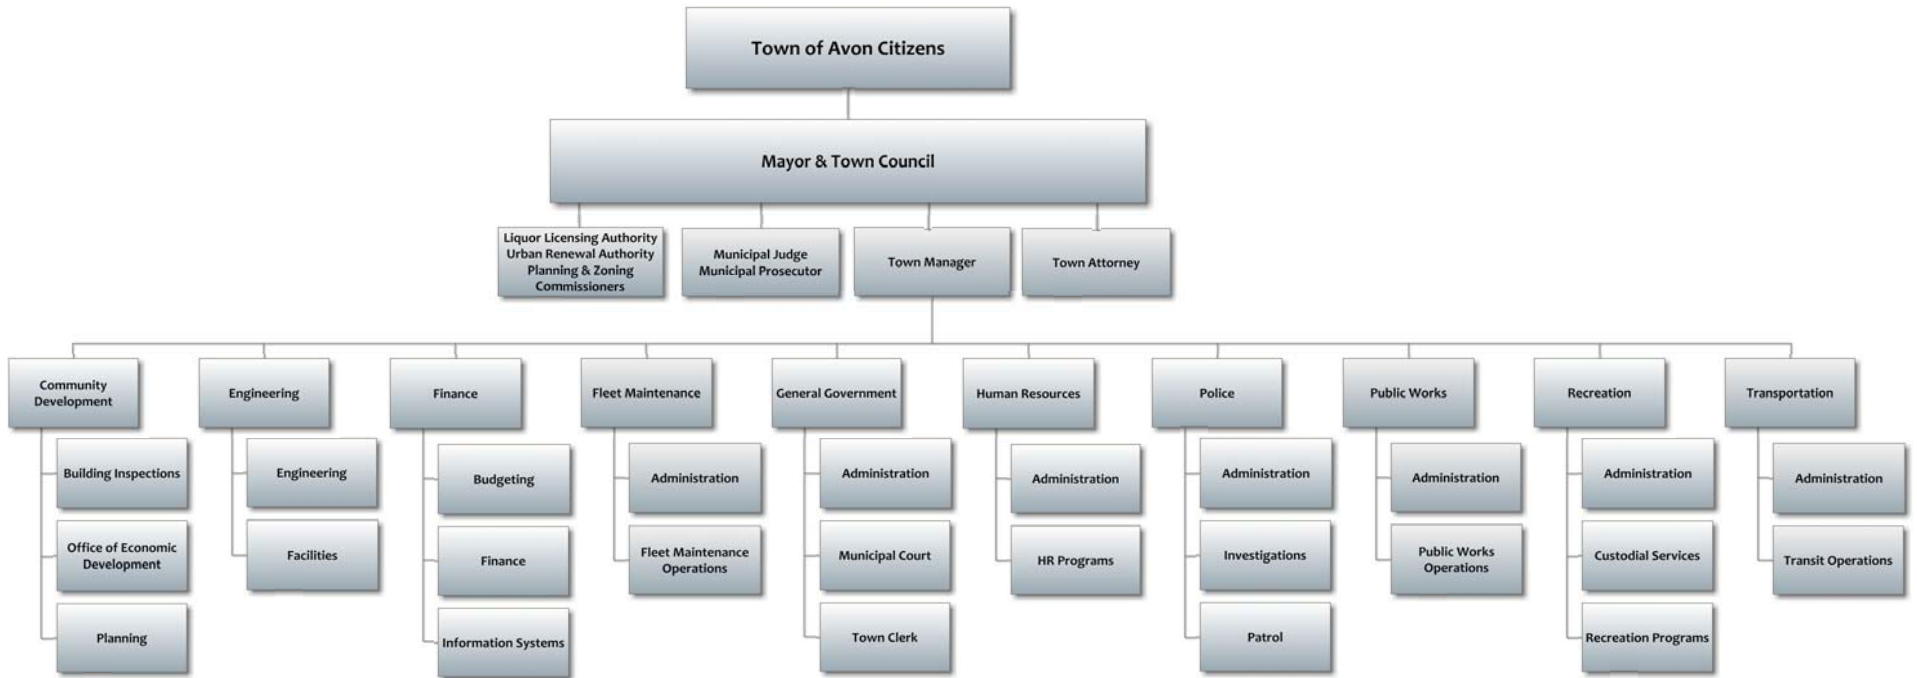 Town of Avon Citizens
Mayor & Town Council
Liquor Licensing Authority
Urban Renewal Authority
Planning & Zoning
Commissioners
Municipal Judge
Municipal Prosecutor
Town Manager
Town Attorney
Community
Development
Engineering
Finance
Fleet Maintenance
General Government
Human Resources
Police
Public Works
Recreation
Transportation
Building Inspections
Office of Economic
Development
Planning
Engineering
Facilities
Budgeting
Finance
Information Systems
Administration
Fleet Maintenance
Operations
Administration
Municipal Court
Town Clerk
Administration
HR Programs
Administration
Investigations
Patrol
Administration
Public Works
Operations
Administration
Custodial Services
Recreation Programs
Administration
Transit Operations